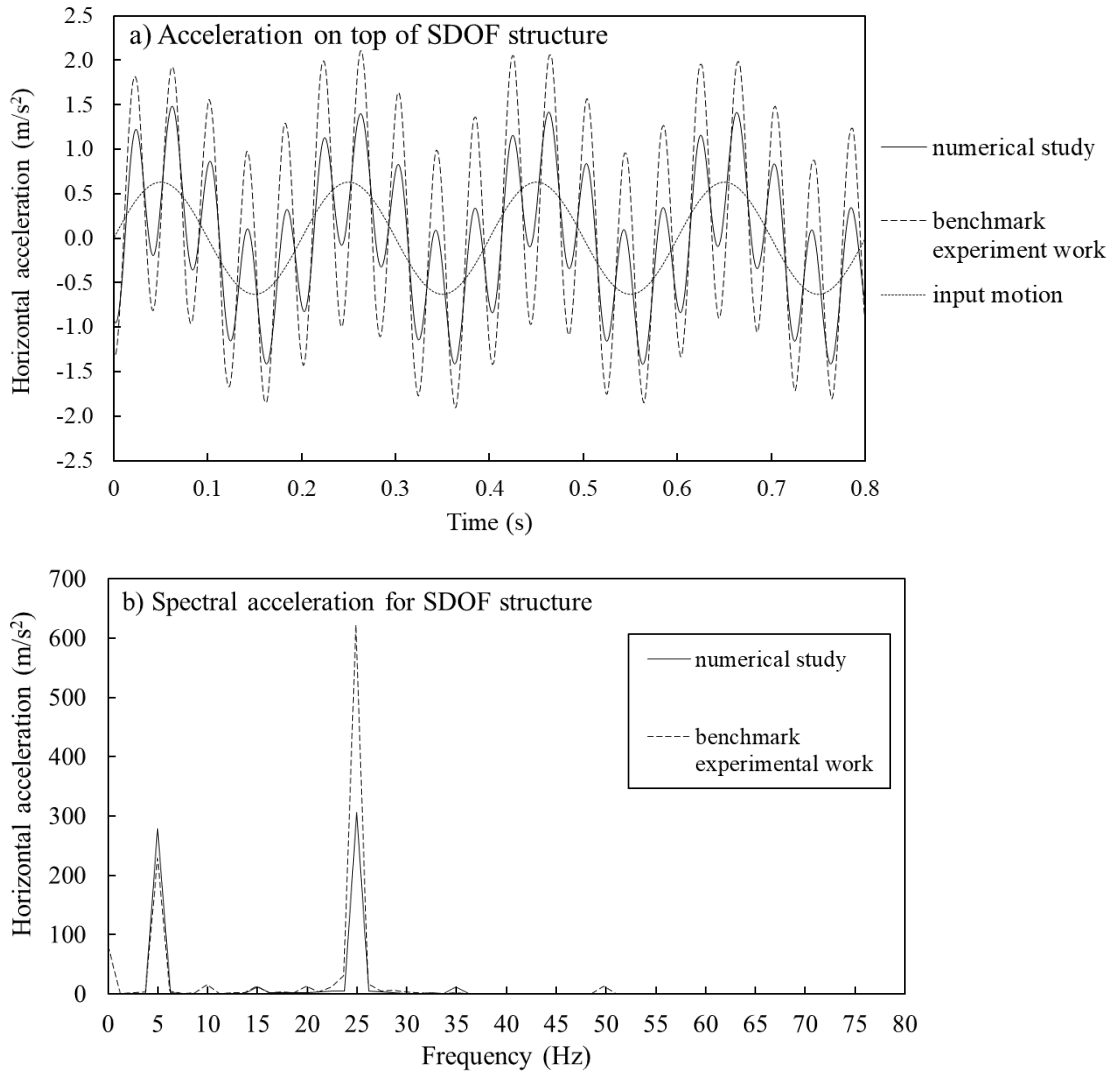 a) Acceleration on top of SDOF structure
Horizontal acceleration (m/s²)
2.5
2.0
1.5
1.0
0.5
0.0
-0.5
-1.0
-1.5
-2.0
-2.5
0 0.1 0.2 0.3 0.4 0.5 0.6 0.7 0.8
Time (s)
numerical study
benchmark
experiment work
input motion
b) Spectral acceleration for SDOF structure
Horizontal acceleration (m/s²)
700
600
500
400
300
200
100
0
0 5 10 15 20 25 30 35 40 45 50 55 60 65 70 75 80
Frequency (Hz)
numerical study
benchmark
experimental work